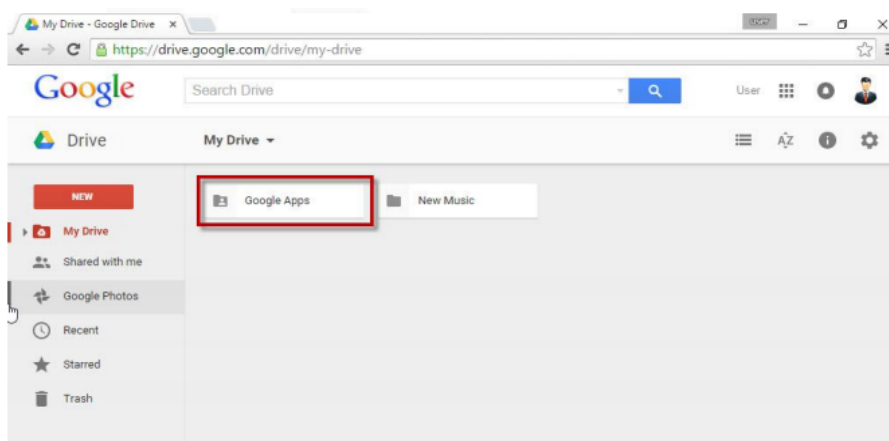 My Drive - Google Drive
https://drive.google.com/drive/my-drive
Google
Search Drive
User
Drive
My Drive
AZ
NEW
Google Apps
New Music
My Drive
Shared with me
Google Photos
Recent
Starred
Trash